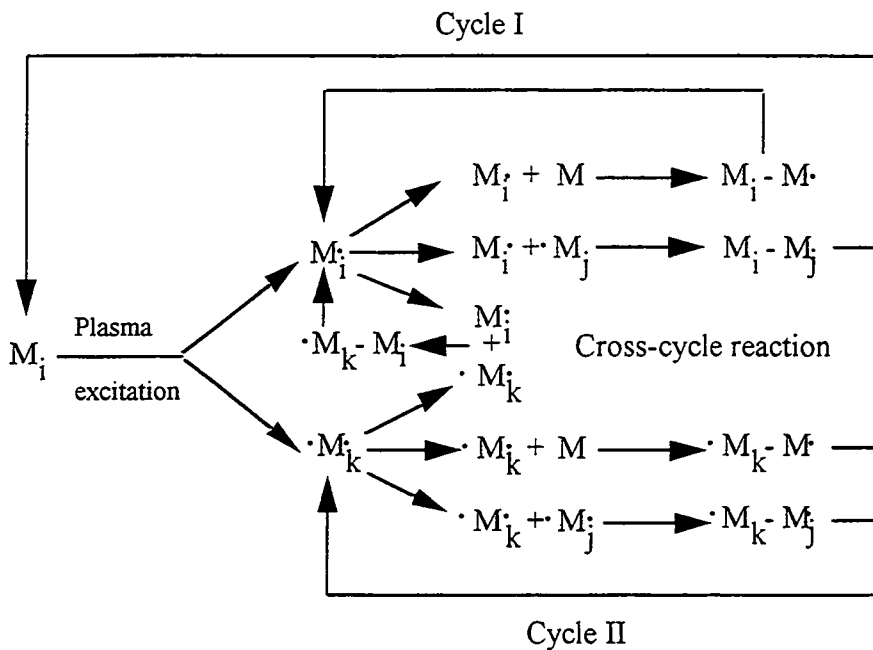 Cycle I
Mᵢ• + M → Mᵢ - M•
Mᵢ• + •Mⱼ → Mᵢ - Mⱼ
Mᵢ•
Mᵢ•
+
•Mₖ - Mᵢ
Cross-cycle reaction
Plasma
Mᵢ
excitation
•Mₖ•
•Mₖ•
•Mₖ• + M → •Mₖ - M•
•Mₖ• + •Mⱼ• → •Mₖ - Mⱼ•
Cycle II